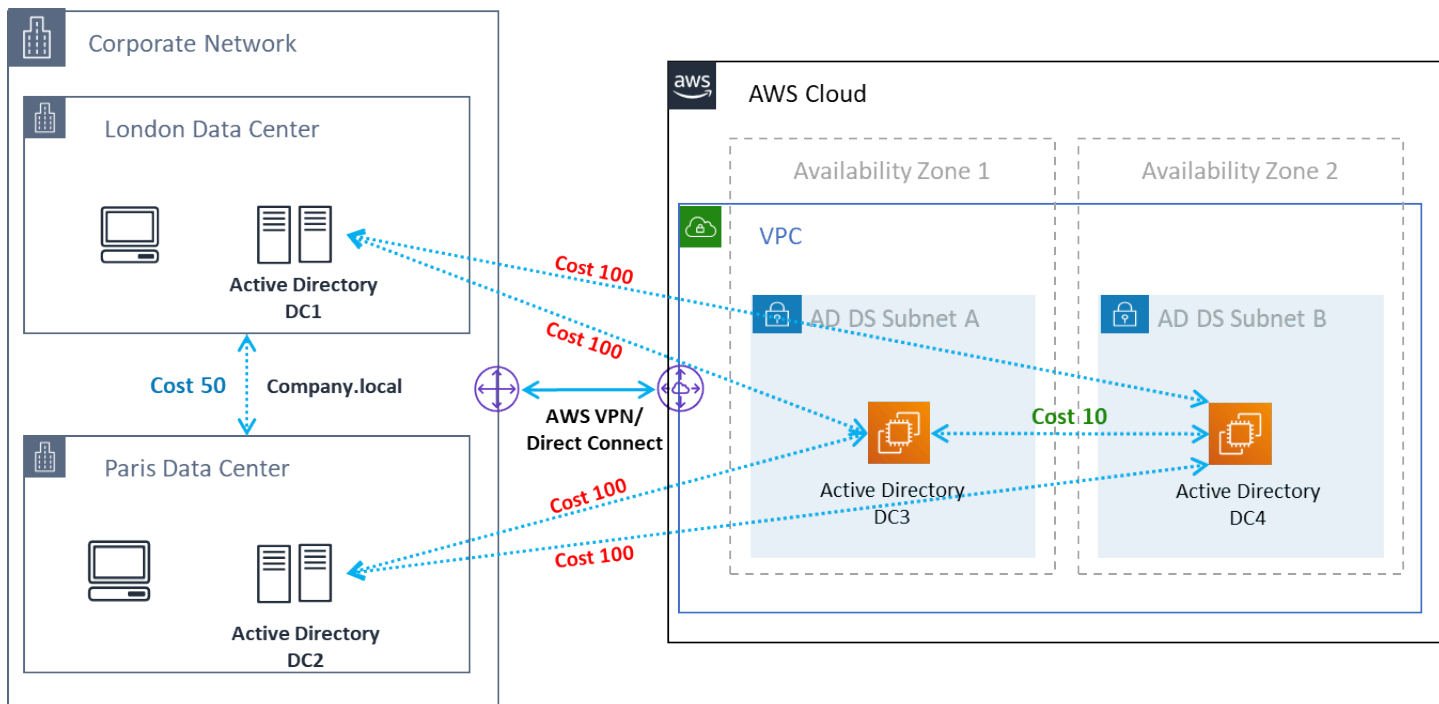 Corporate Network
London Data Center
Active Directory
DC1
Cost 50
Company.local
Paris Data Center
Active Directory
DC2
AWS VPN/
Direct Connect
Cost 100
Cost 100
Cost 100
Cost 100
aws
AWS Cloud
Availability Zone 1
Availability Zone 2
VPC
AD DS Subnet A
AD DS Subnet B
Cost 10
Active Directory
DC3
Active Directory
DC4